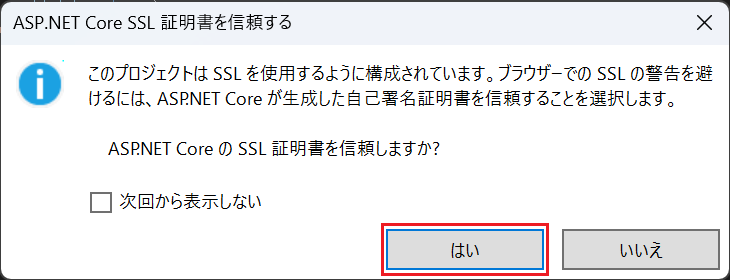 ASP.NET Core SSL 証明書を信頼する
このプロジェクトは SSL を使用するように構成されています。ブラウザーでの SSL の警告を避
けるには、ASP.NET Core が生成した自己署名証明書を信頼することを選択します。
ASP.NET Core の SSL 証明書を信頼しますか?
次回から表示しない
はい
いいえ